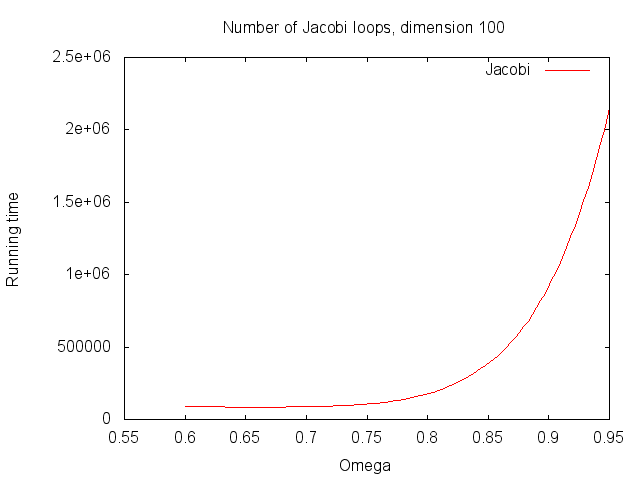 Number of Jacobi loops, dimension 100
Jacobi
2.5e+06
2e+06
1.5e+06
1e+06
500000
0
Running time
0.55 0.6 0.65 0.7 0.75 0.8 0.85 0.9 0.95
Omega